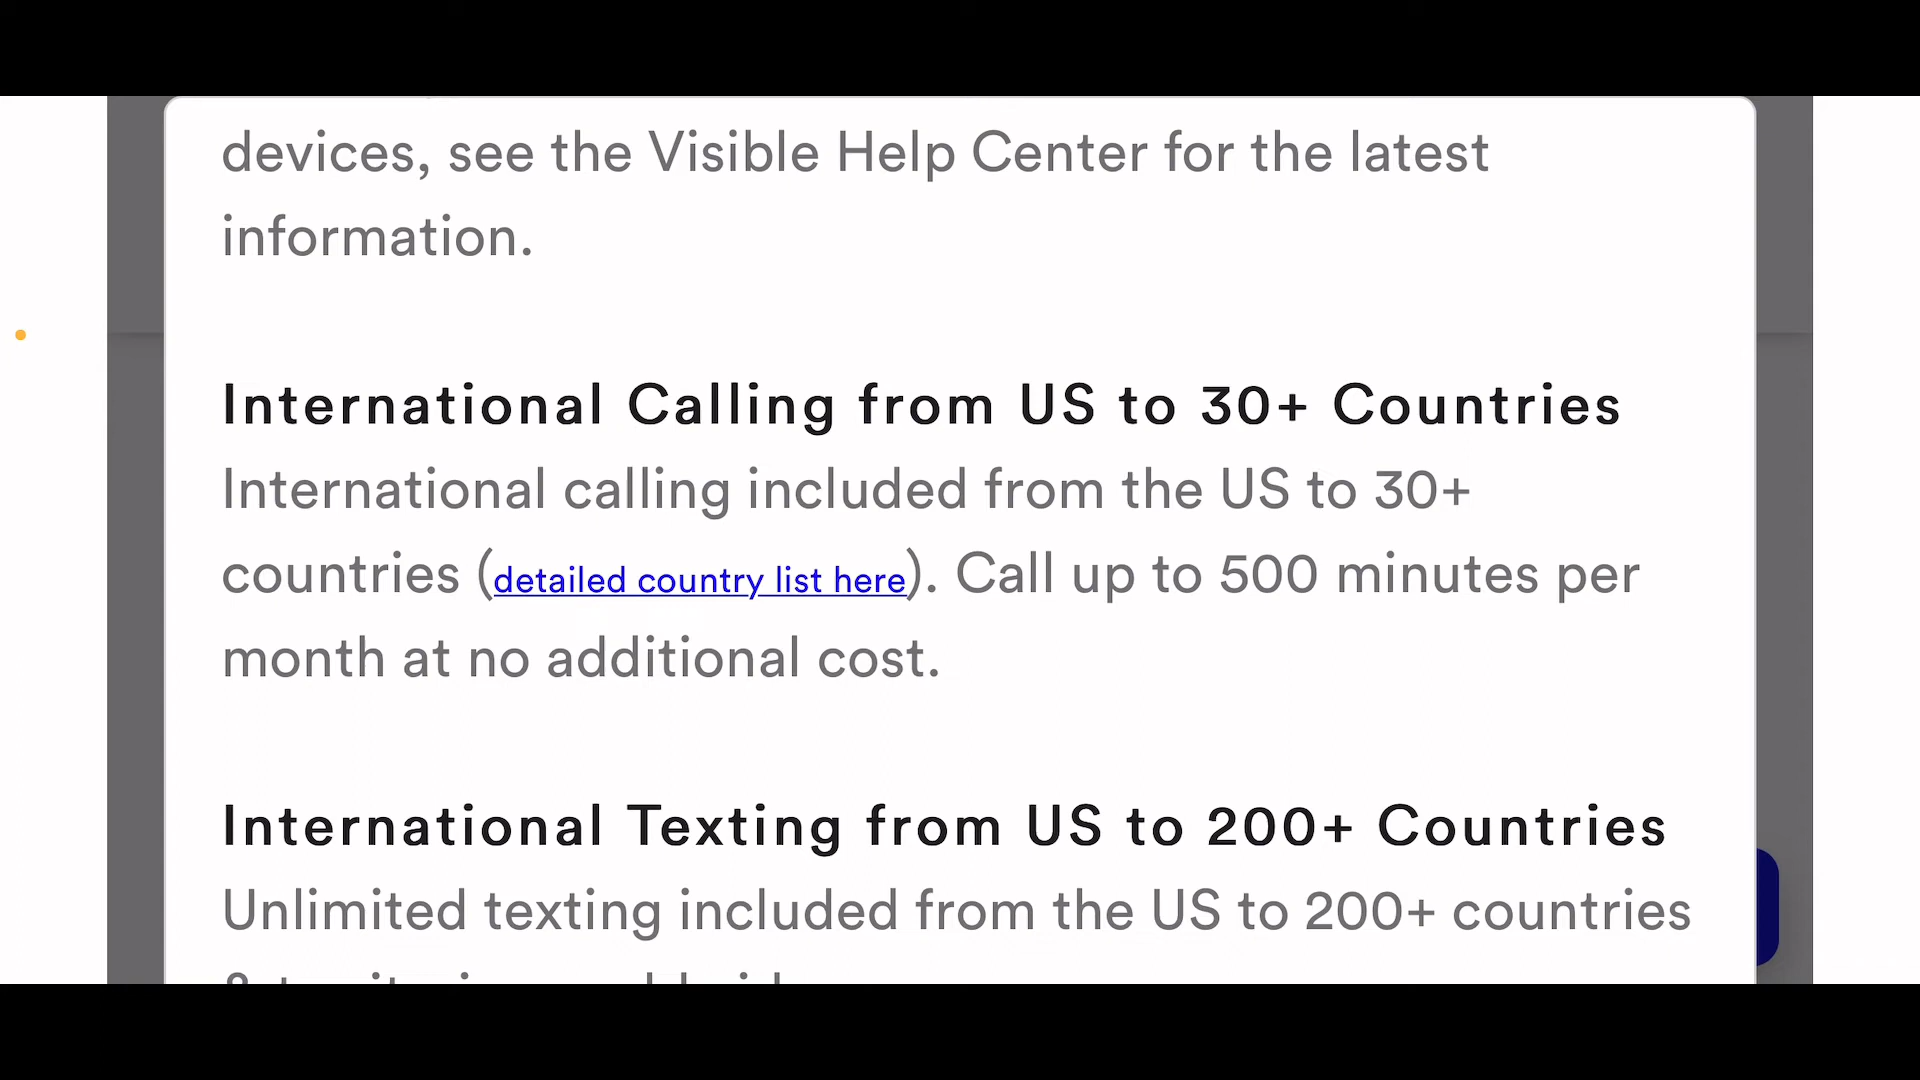 devices, see the Visible Help Center for the latest
information.
International Calling from US to 30+ Countries
International calling included from the US to 30+
countries (detailed country list here). Call up to 500 minutes per
month at no additional cost.
International Texting from US to 200+ Countries
Unlimited texting included from the US to 200+ countries